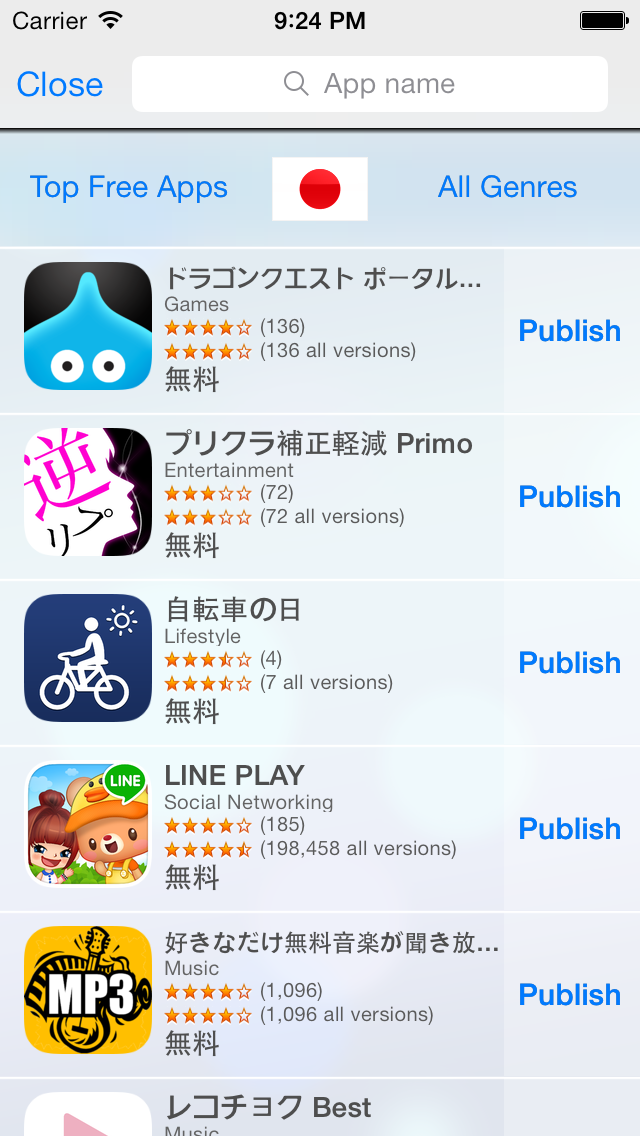 Carrier 9:24 PM
Close App name
Top Free Apps All Genres
ドラゴンクエスト ポータル...
Games
(136)
(136 all versions)
無料
Publish
逆
リプ
プリクラ補正軽減 Primo
Entertainment
(72)
(72 all versions)
無料
Publish
自転車の日
Lifestyle
(4)
(7 all versions)
無料
Publish
LINE
LINE PLAY
Social Networking
(185)
(198,458 all versions)
無料
Publish
MP3
好きなだけ無料音楽が聞き放...
Music
(1,096)
(1,096 all versions)
無料
Publish
レコチョク Best
Music